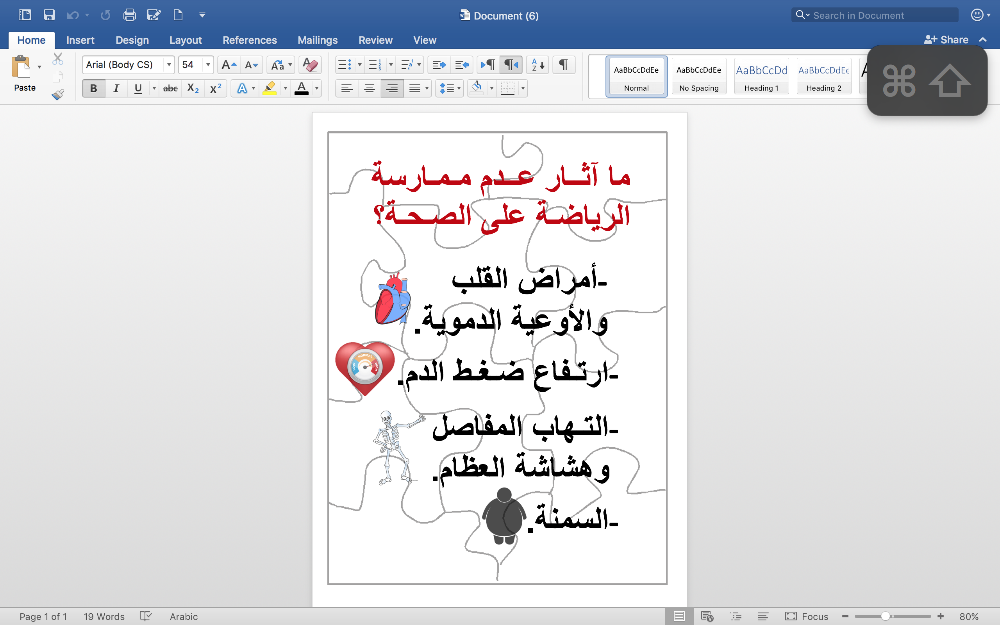 Document (6)
Search in Document
Home Insert Design Layout References Mailings Review View
Share
Paste
Arial (Body CS) 54
AaBbCcDdEe AaBbCcDdEe AaBbCcDd AaBbCcDdEe
Normal No Spacing Heading 1 Heading 2
ما آثـــار عــدم مـمـارسة
الرياضـة على الصـحـة؟
-أمراض القلب
والأوعية الدموية.
NORMAL
LOW HIGH
-ارتـفاع ضـغـط الدم.
-التـهاب المفاصل
وهشاشة العظام.
-السمنة.
Page 1 of 1 19 Words Arabic Focus 80%